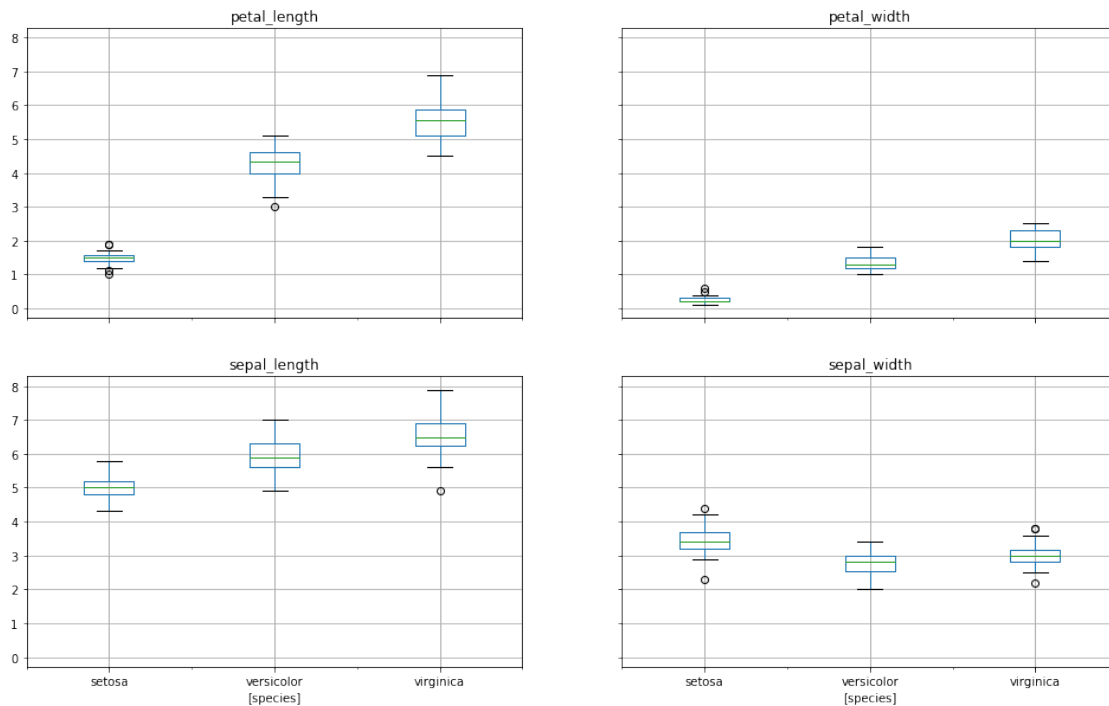 petal_length
8
7
6
5
4
3
2
1
0
petal_width
sepal_length
8
7
6
5
4
3
2
1
0
setosa versicolor virginica
[species]
sepal_width
setosa versicolor virginica
[species]